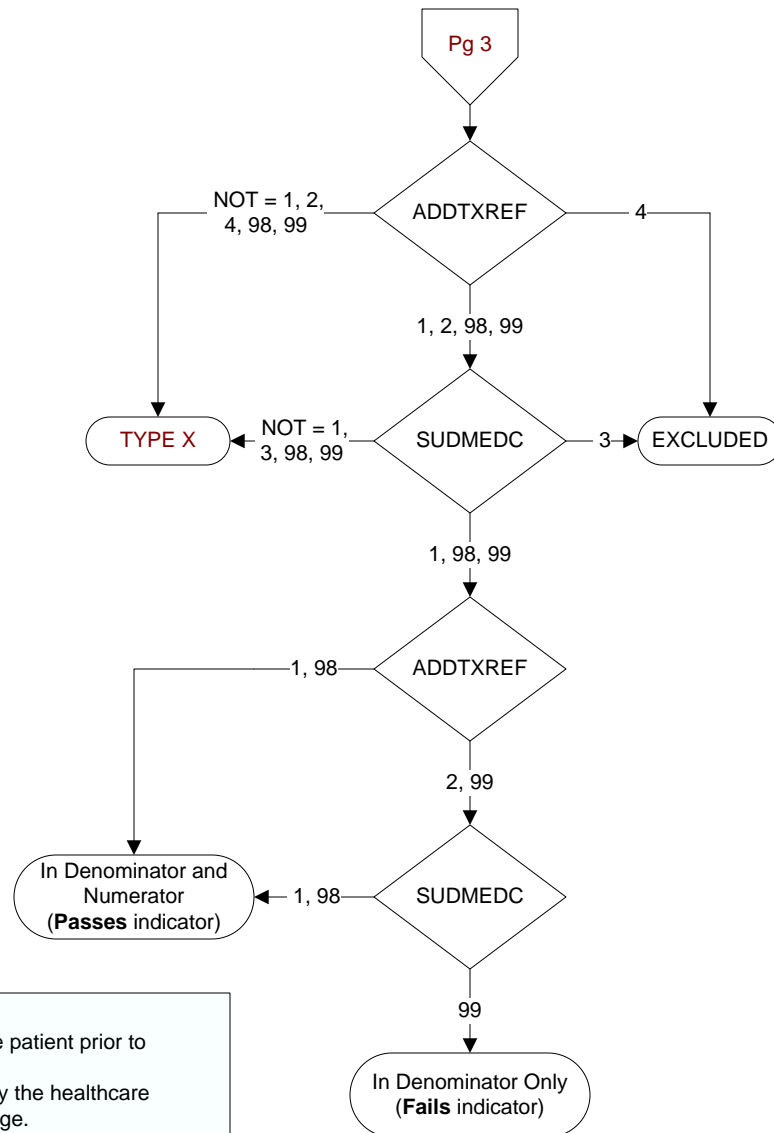 Pg 3
NOT = 1, 2,
4, 98, 99
ADDTXREF
4
1, 2, 98, 99
TYPE X
NOT = 1,
3, 98, 99
SUDMEDC
3
EXCLUDED
1, 98, 99
1, 98
ADDTXREF
2, 99
In Denominator and
Numerator
(Passes indicator)
1, 98
SUDMEDC
99
In Denominator Only
(Fails indicator)
patient prior to
y the healthcare
ge.